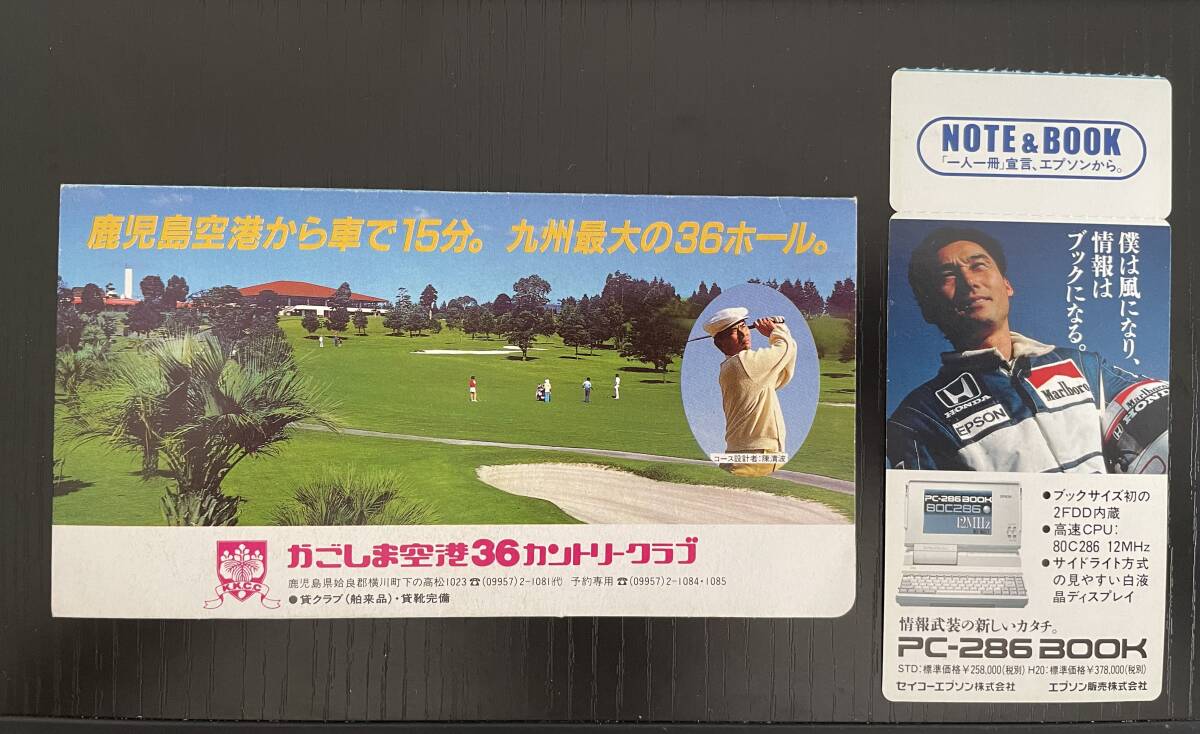 鹿児島空港から車で15分。九州最大の36ホール。
コース設計者:陳清波
KKCC
かごしま空港36カントリークラブ
鹿児島県姶良郡横川町下の高松1023☎(09957)2-1081代 予約専用☎(09957)2-1084・1085
●貸クラブ(舶来品)・貸靴完備
NOTE & BOOK
「一人一冊」宣言、エプソンから。
僕は風になり、
情報は
ブックになる。
HONDA
EPSON
Marlboro
Marlboro
HONDA
PC-286BOOK
80C286
12MHz
●ブックサイズ初の
2FDD内蔵
●高速CPU:
80C286 12MHz
●サイドライト方式
の見やすい白液
晶ディスプレイ
情報武装の新しいカタチ。
PC-286 BOOK
STD:標準価格¥258,000(税別) H20:標準価格¥378,000(税別)
セイコーエプソン株式会社 エプソン販売株式会社